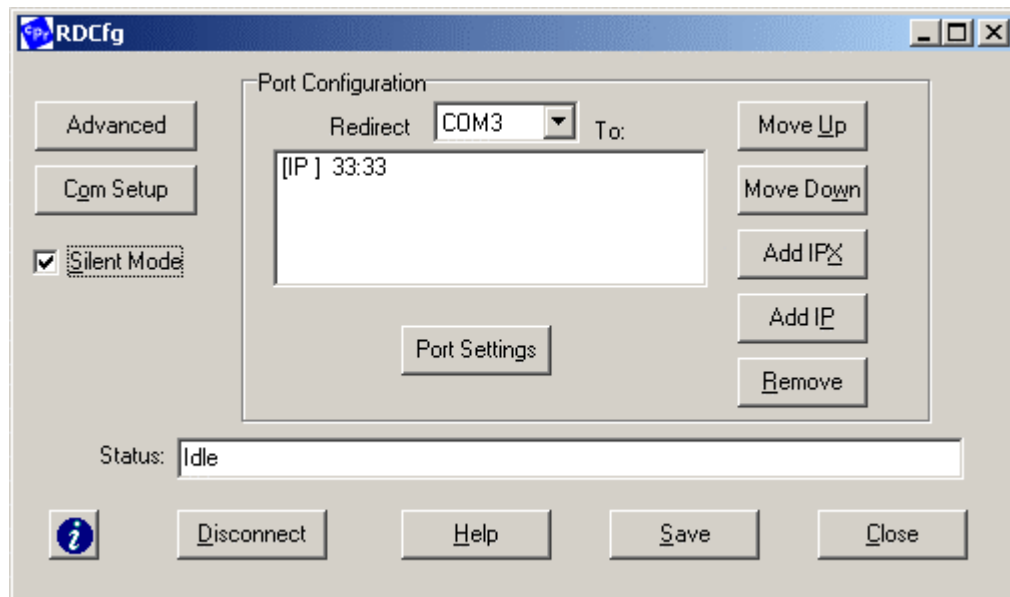 cpr RDCfg
Port Configuration
Advanced
Redirect COM3 To:
Move Up
[IP ] 33:33
Com Setup
Move Down
Silent Mode
Add IPX
Add IP
Port Settings
Remove
Status: Idle
i Disconnect Help Save Close